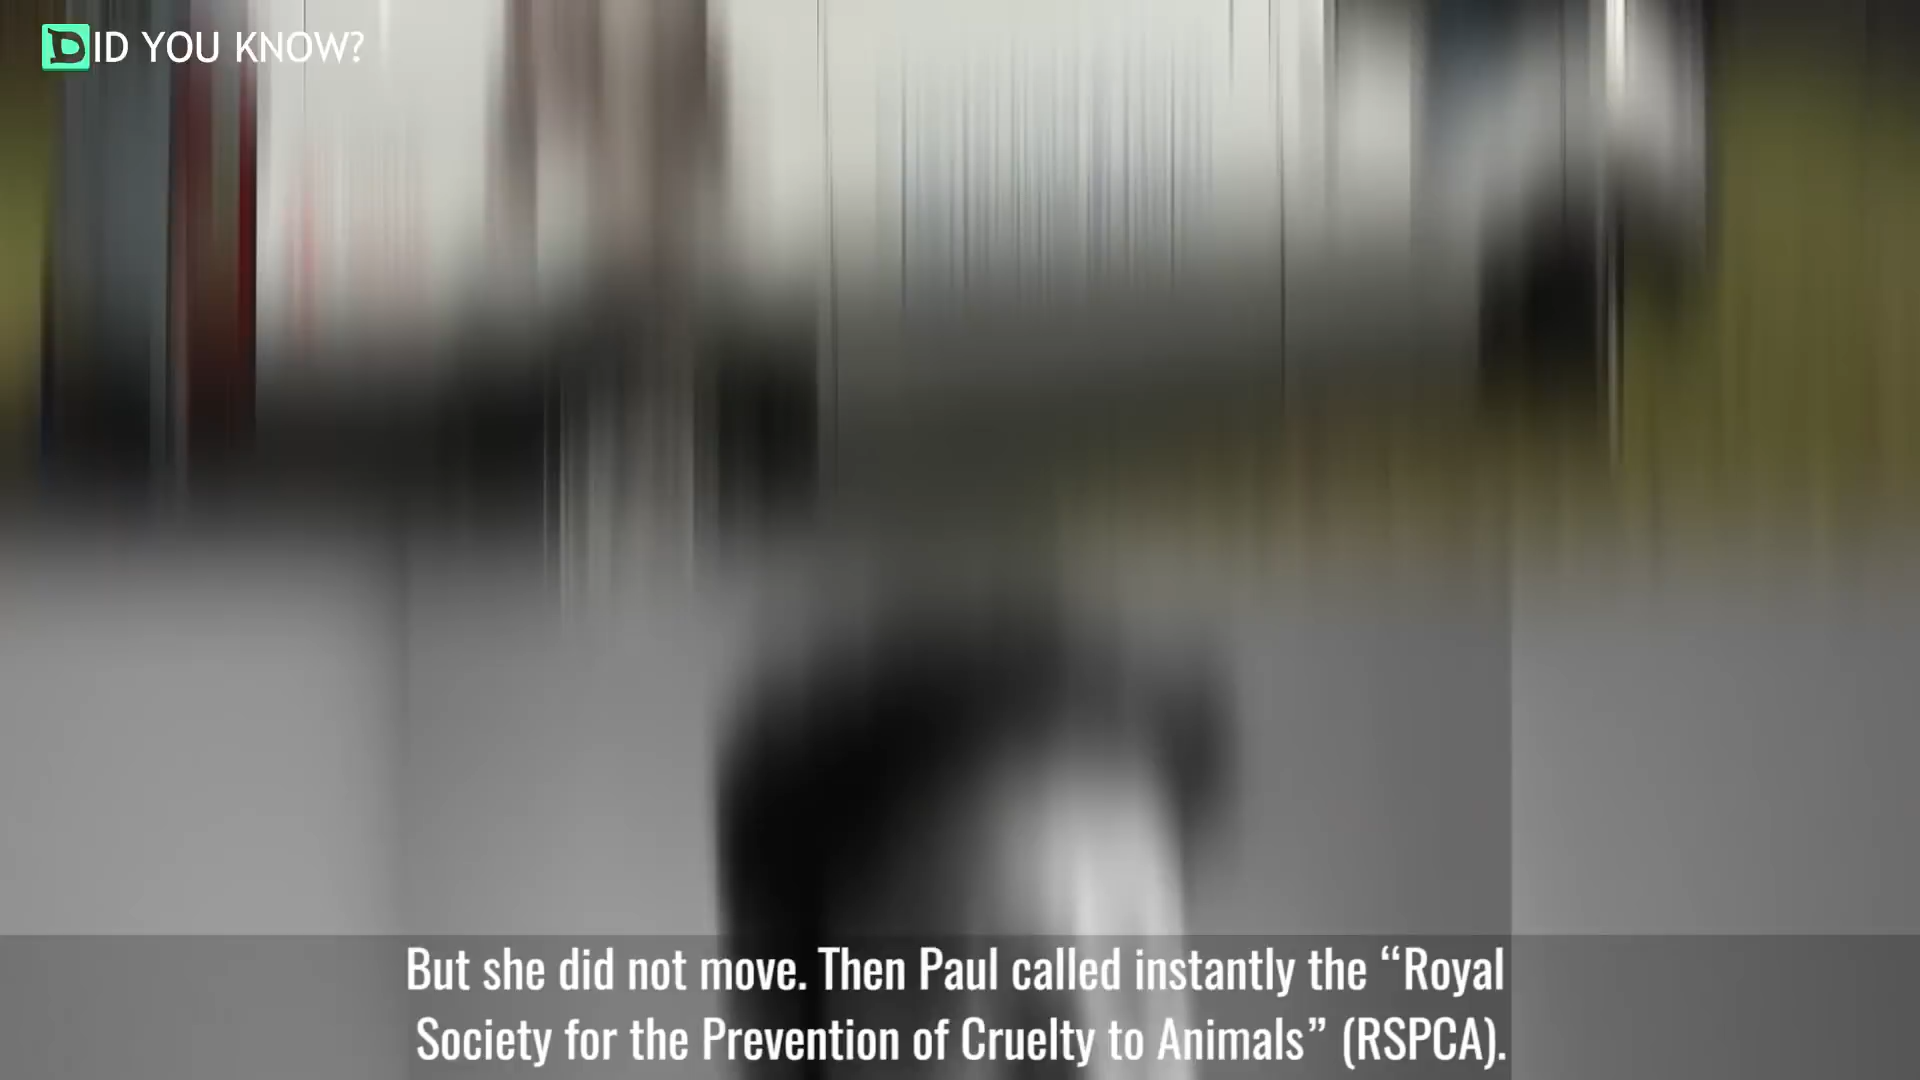 DID YOU KNOW?
But she did not move. Then Paul called instantly the “Royal
Society for the Prevention of Cruelty to Animals” (RSPCA).